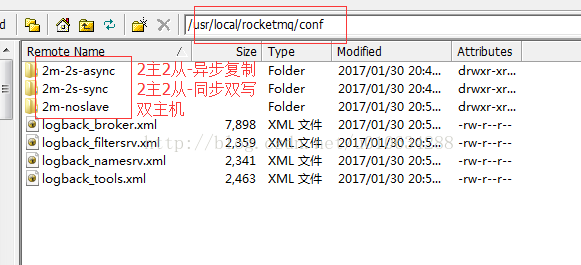 /usr/local/rocketmq/conf
Remote Name / Size Type Modified Attributes
2m-2s-async 2主2从-异步复制 Folder 2017/01/30 20:4... drwxr-xr...
2m-2s-sync 2主2从-同步双写 Folder 2017/01/30 20:4... drwxr-xr...
2m-noslave 双主机 Folder 2017/01/30 20:4... drwxr-xr...
logback_broker.xml 7,898 XML 文件 2017/01/30 20:5... -rw-r--r--
logback_filtersrv.xml 2,359 XML 文件 2017/01/30 20:5... -rw-r--r--
logback_namesrv.xml 2,341 XML 文件 2017/01/30 20:5... -rw-r--r--
logback_tools.xml 2,463 XML 文件 2017/01/30 20:5... -rw-r--r--